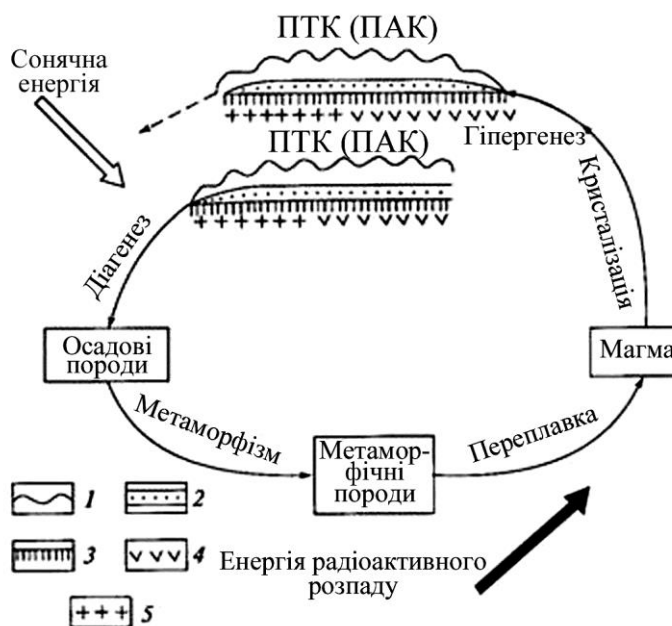 ПТК (ПАК)
Сонячна
енергія
ПТК (ПАК)
Гіпергенез
Кристалізація
Діагенез
Осадові
породи
Магма
Метаморфізм
Метамор-
фічні
породи
Переплавка
1
2
3
4
Енергія радіоактивного
розпаду
5